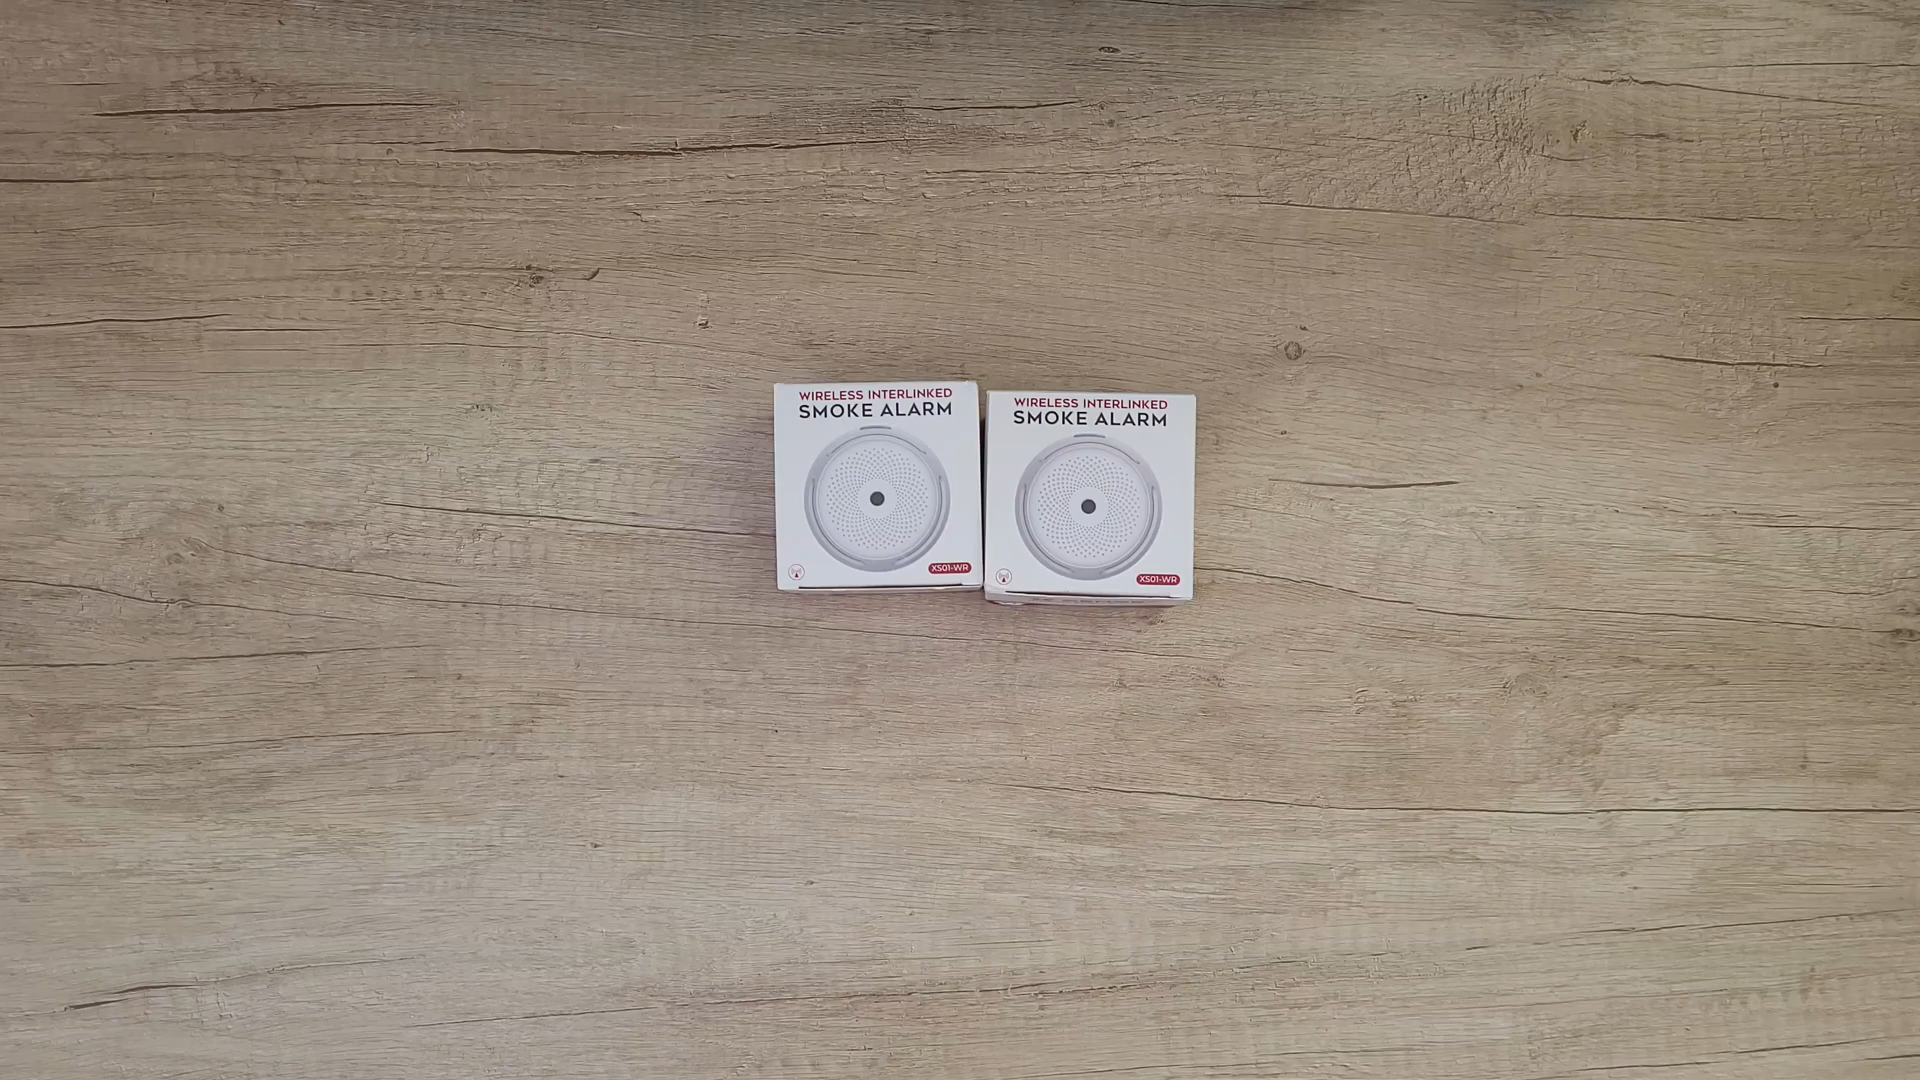 WIRELESS INTERLINKED
SMOKE ALARM
XS01-WR
WIRELESS INTERLINKED
SMOKE ALARM
XS01-WR